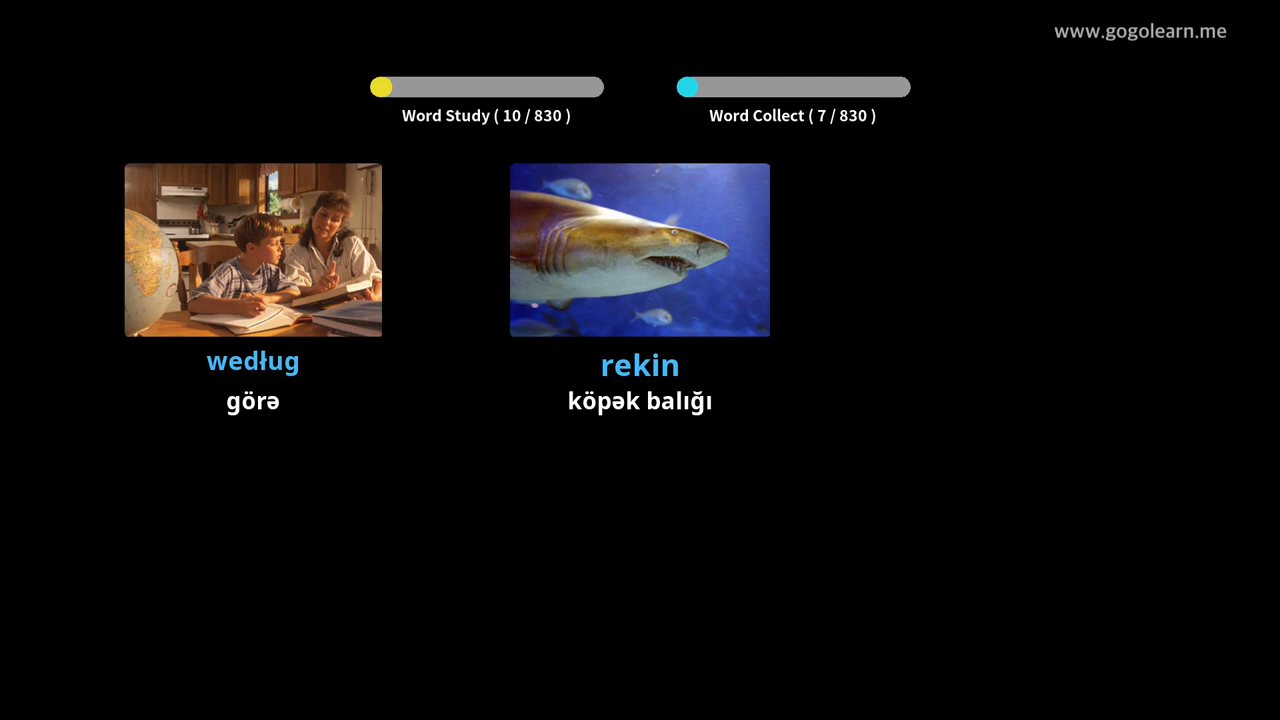 www.gogolearn.me
Word Study ( 10 / 830 )
Word Collect ( 7 / 830 )
według
görə
rekin
köpək balığı